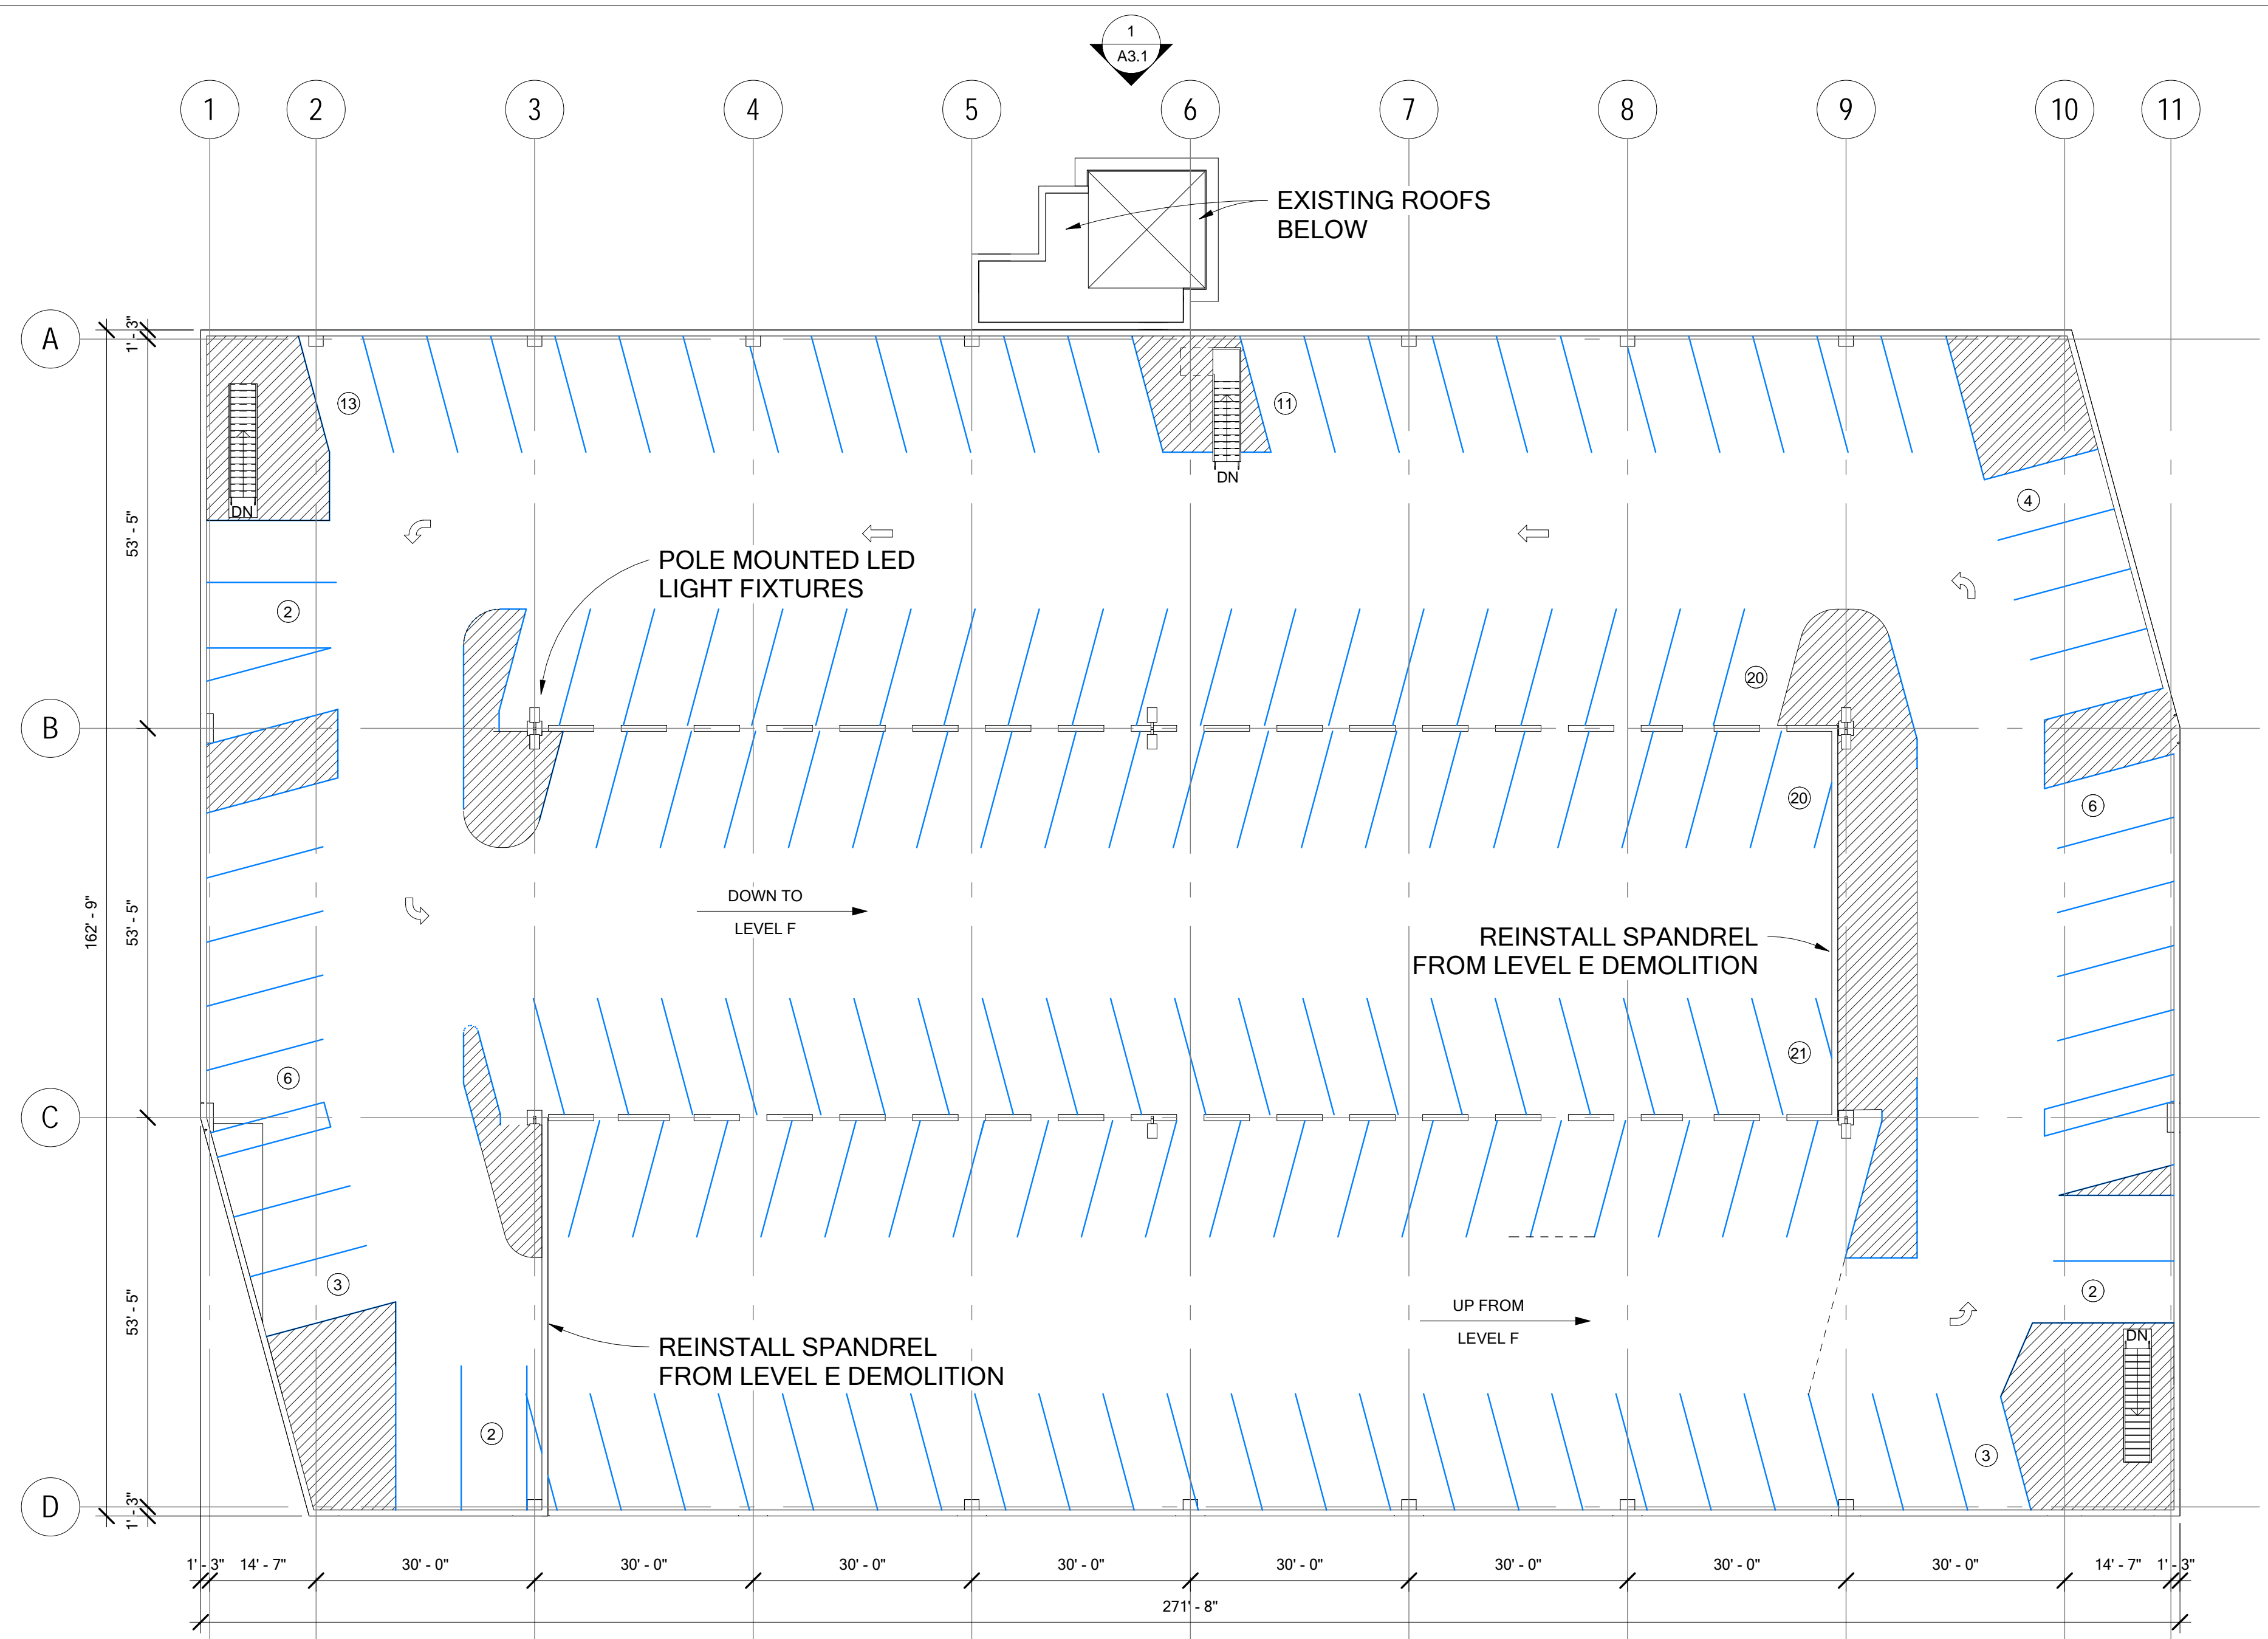 1
A3.1
1
2
3
4
5
6
7
8
9
10
11
EXISTING ROOFS
BELOW
A
1' - 3"
13
11
DN
DN
4
53' - 5"
POLE MOUNTED LED
LIGHT FIXTURES
2
20
B
20
6
DOWN TO
LEVEL F
162' - 9"
53' - 5"
REINSTALL SPANDREL
FROM LEVEL E DEMOLITION
21
6
C
3
2
53' - 5"
UP FROM
LEVEL F
DN
REINSTALL SPANDREL
FROM LEVEL E DEMOLITION
2
3
D
1' - 3"
1' - 3"
14' - 7"
30' - 0"
30' - 0"
30' - 0"
30' - 0"
30' - 0"
30' - 0"
30' - 0"
30' - 0"
14' - 7"
1' - 3"
271' - 8"